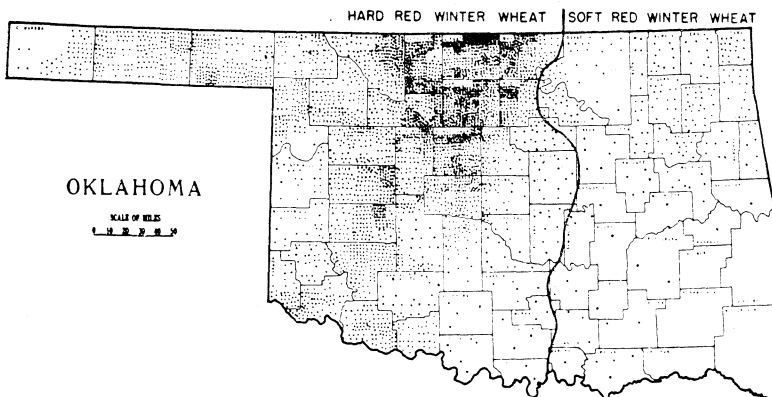 HARD RED WINTER WHEAT
SOFT RED WINTER WHEAT
OKLAHOMA
SCALE OF MILES
0 10 20 30 40 50